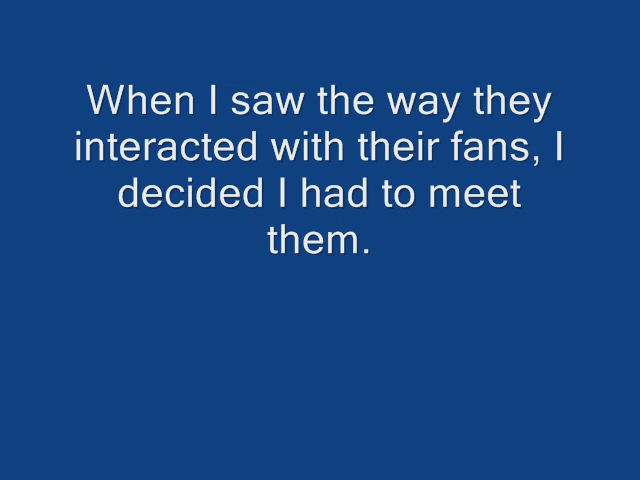 When I saw the way they
interacted with their fans, I
decided I had to meet
them.